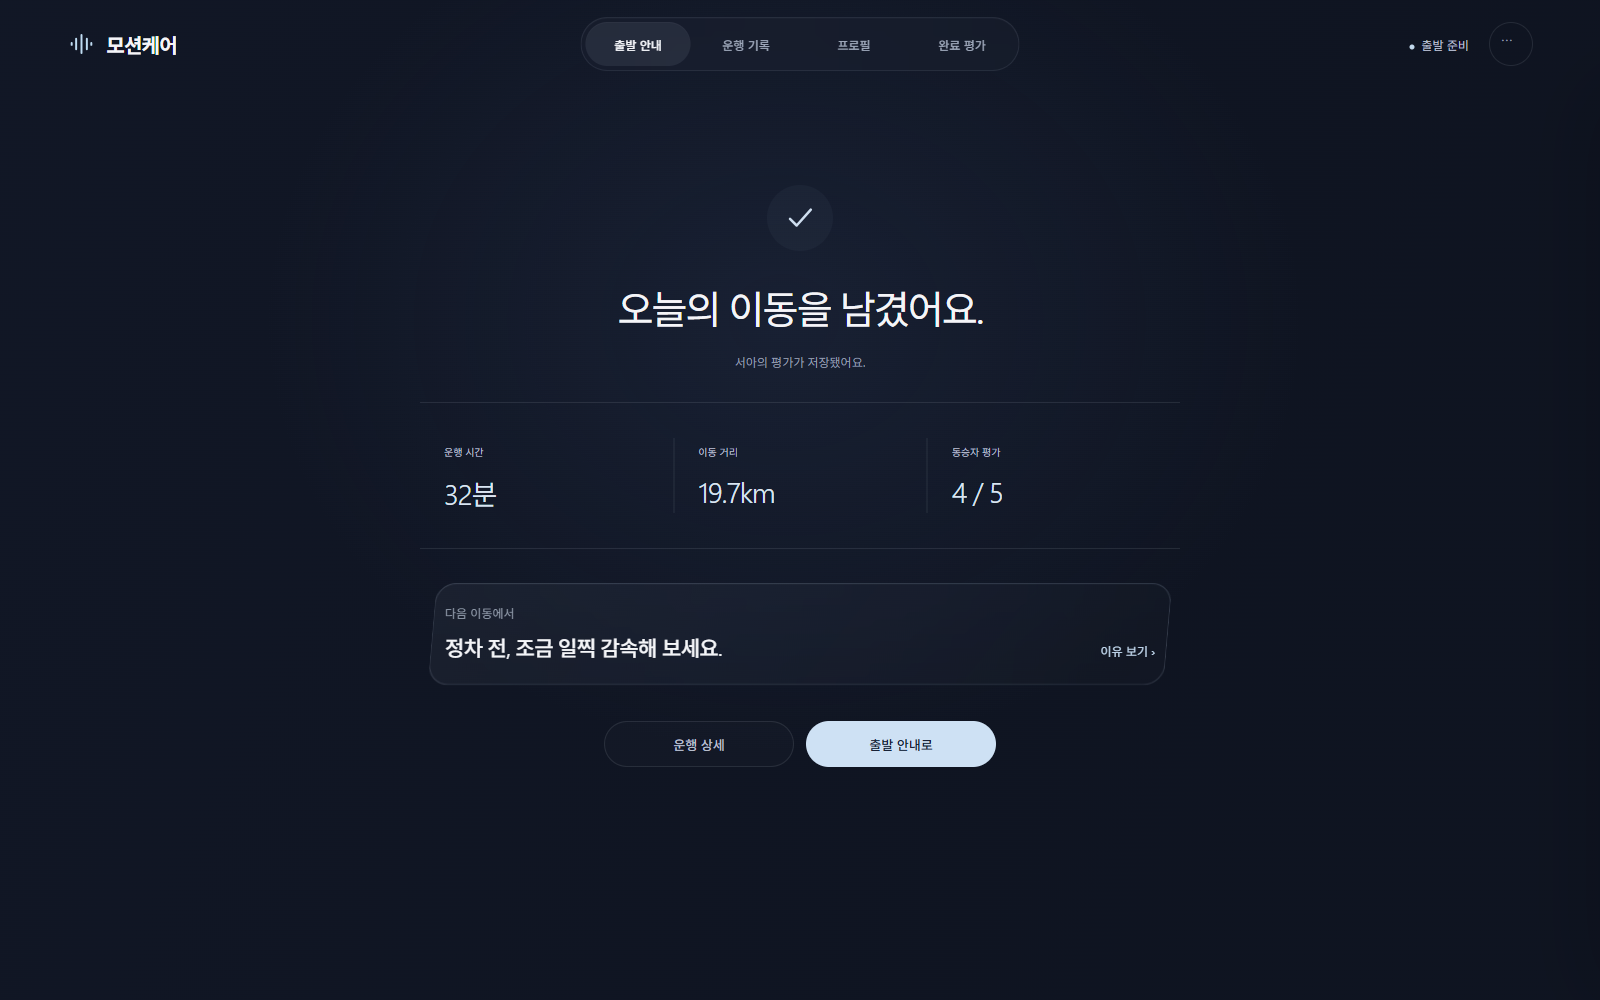 모션케어
출발 안내
운행 기록
프로필
완료 평가
출발 준비
...
오늘의 이동을 남겼어요.
서아의 평가가 저장됐어요.
운행 시간
이동 거리
동승자 평가
32분
19.7km
4 / 5
다음 이동에서
정차 전, 조금 일찍 감속해 보세요.
이유 보기 ›
운행 상세
출발 안내로